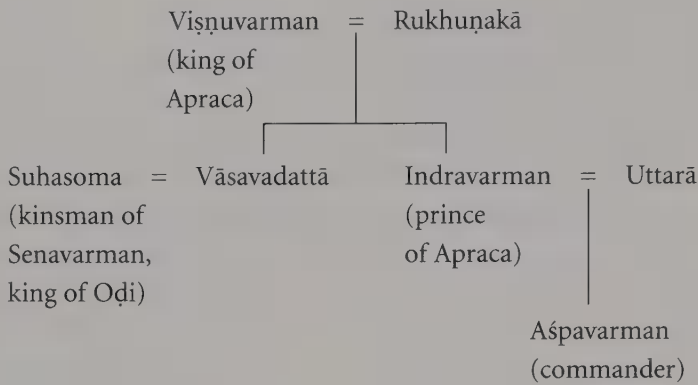 Viṣṇuvarman = Rukhuṇakā
(king of
Apraca)
Suhasoma = Vāsavadattā Indravarman = Uttarā
(kinsman of (prince
Senavarman, of Apraca)
king of Oḍi)
Aśpavarman
(commander)